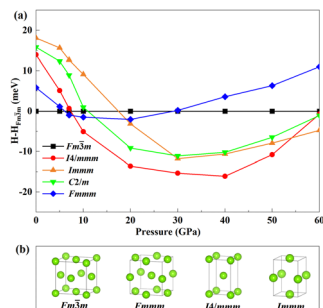 (a)
20
10
0
-10
-20
H-H_Fm3̄m (meV)
Fm3̄m
I4/mmm
Immm
C2/m
Fmmm
0 10 20 30 40 50 60
Pressure (GPa)
(b)
Fm3̄m Fmmm I4/mmm Immm